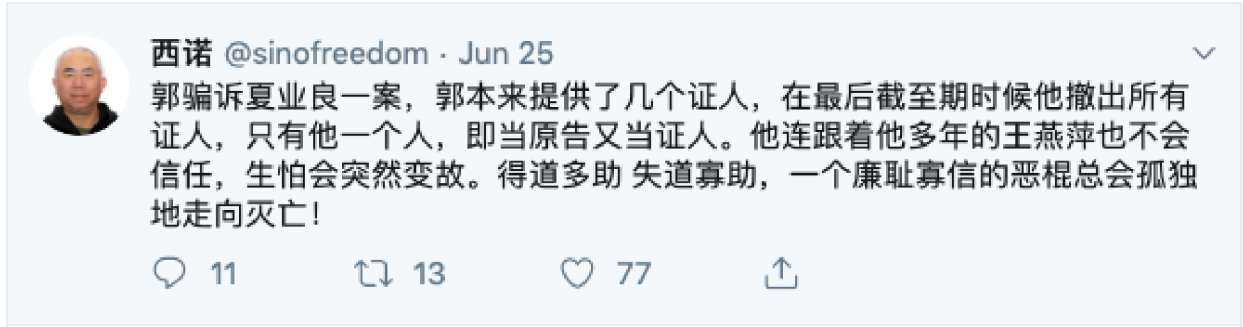 西诺 @sinofreedom · Jun 25
郭骗诉夏业良一案，郭本来提供了几个证人，在最后截至期时候他撤出所有
证人，只有他一个人，即当原告又当证人。他连跟着他多年的王燕萍也不会
信任，生怕会突然变故。得道多助 失道寡助，一个廉耻寡信的恶棍总会孤独
地走向灭亡！
11 13 77